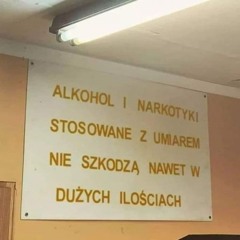 ALKOHOL I NARKOTYKI
STOSOWANE Z UMIAREM
NIE SZKODZĄ NAWET W
DUŻYCH ILOŚCIACH